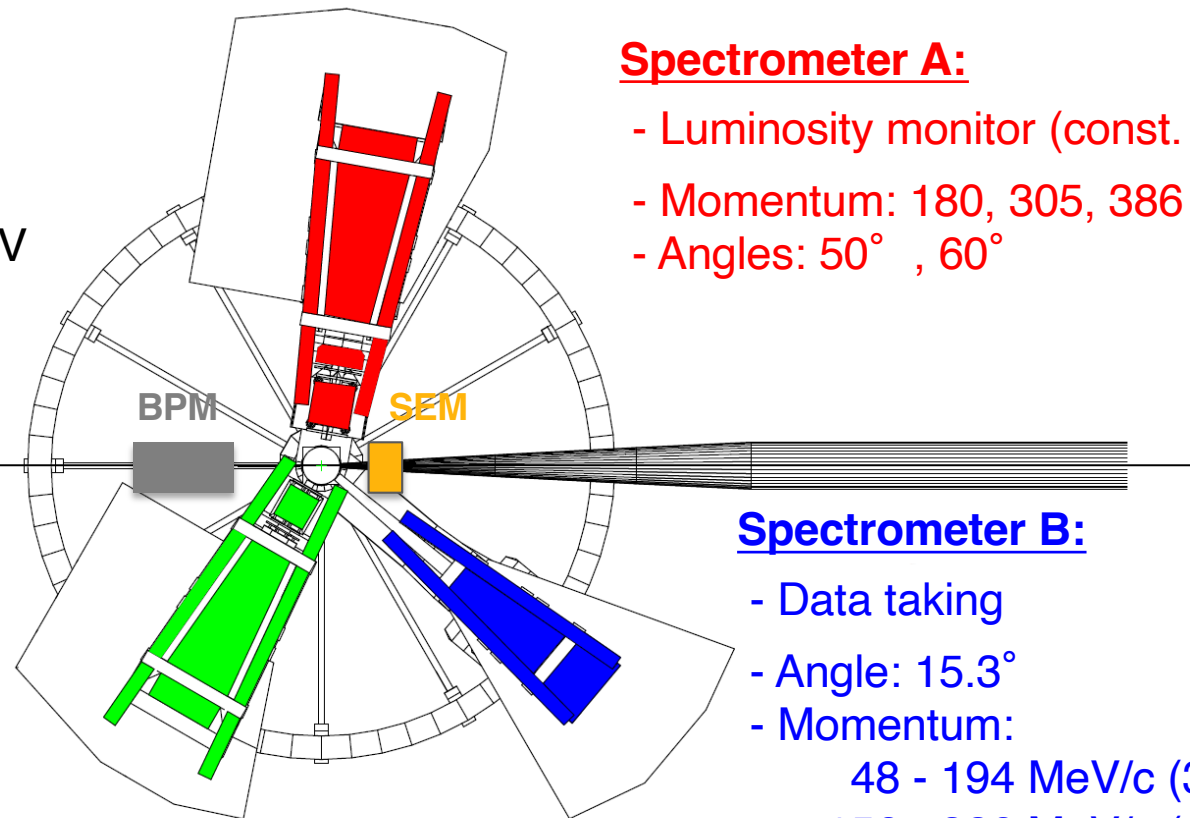 Spectrometer A:
- Luminosity monitor (const.
- Momentum: 180, 305, 386
- Angles: 50° , 60°
V
BPM
SEM
Spectrometer B:
- Data taking
- Angle: 15.3°
- Momentum:
48 - 194 MeV/c (3
MeV/c